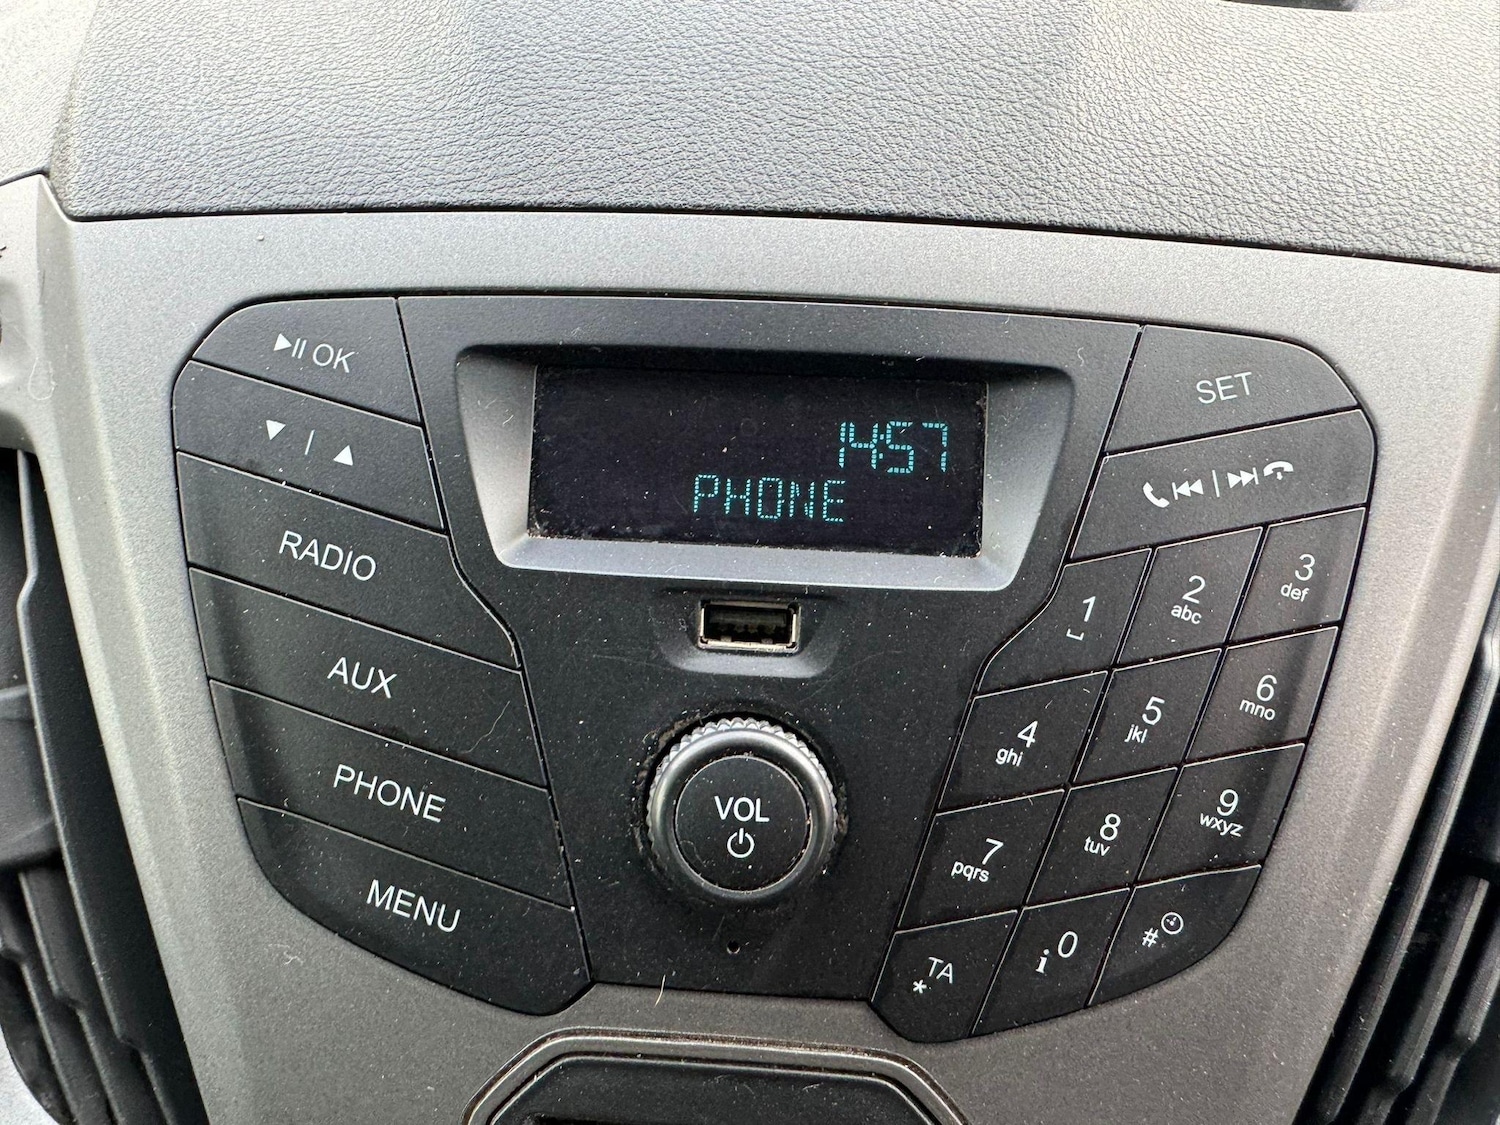 OK
SET
14:57
PHONE
RADIO
AUX
PHONE
MENU
VOL
1
2
abc
3
def
4
ghi
5
jkl
6
mno
7
pqrs
8
tuv
9
wxyz
TA
*
i 0
#